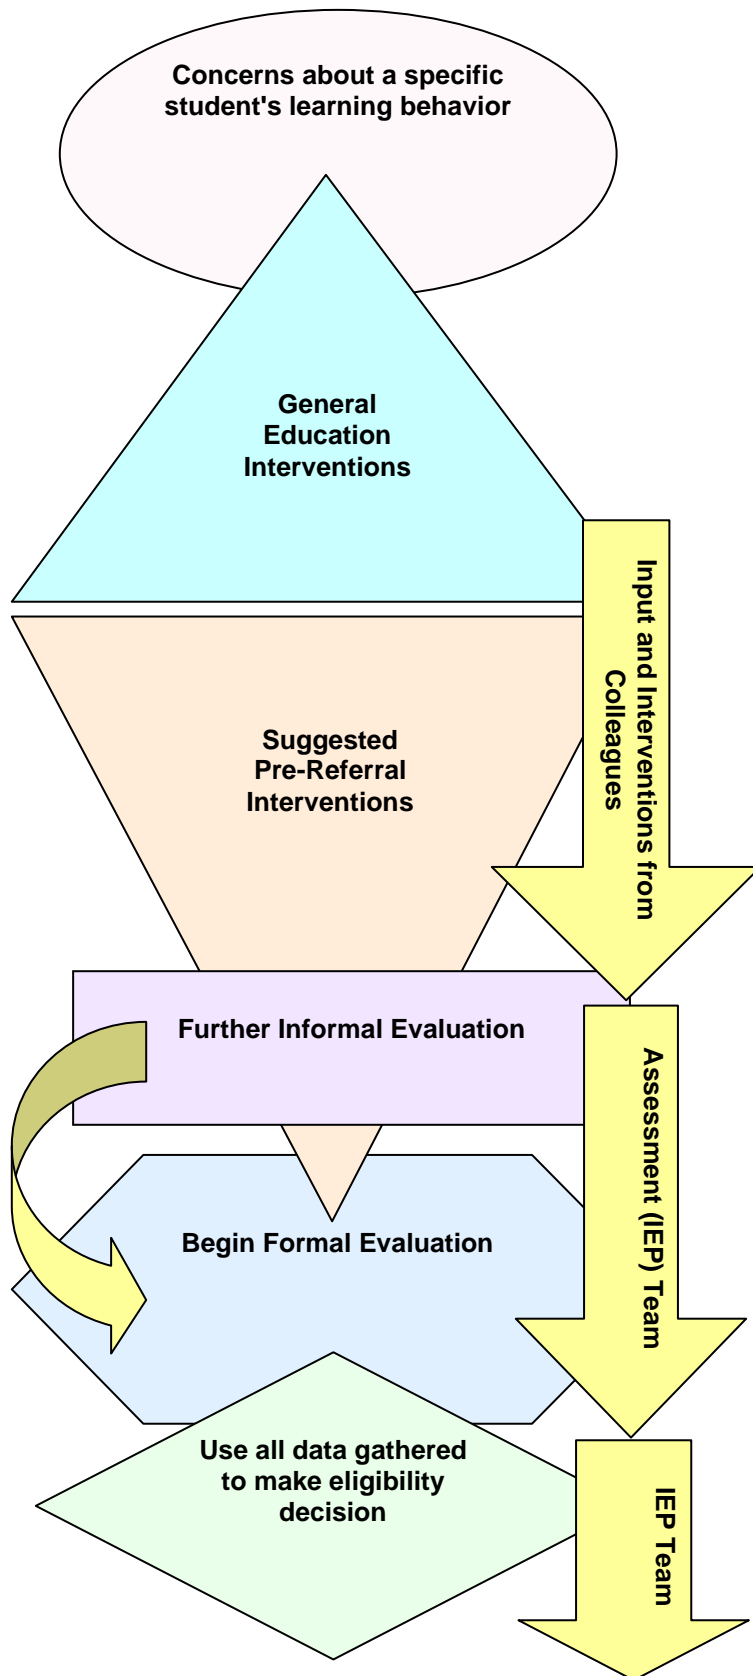 Concerns about a specific
student's learning behavior
General
Education
Interventions
Input and Interventions from
Colleagues
Suggested
Pre-Referral
Interventions
Further Informal Evaluation
Assessment (IEP) Team
Begin Formal Evaluation
Use all data gathered
to make eligibility
decision
IEP Team